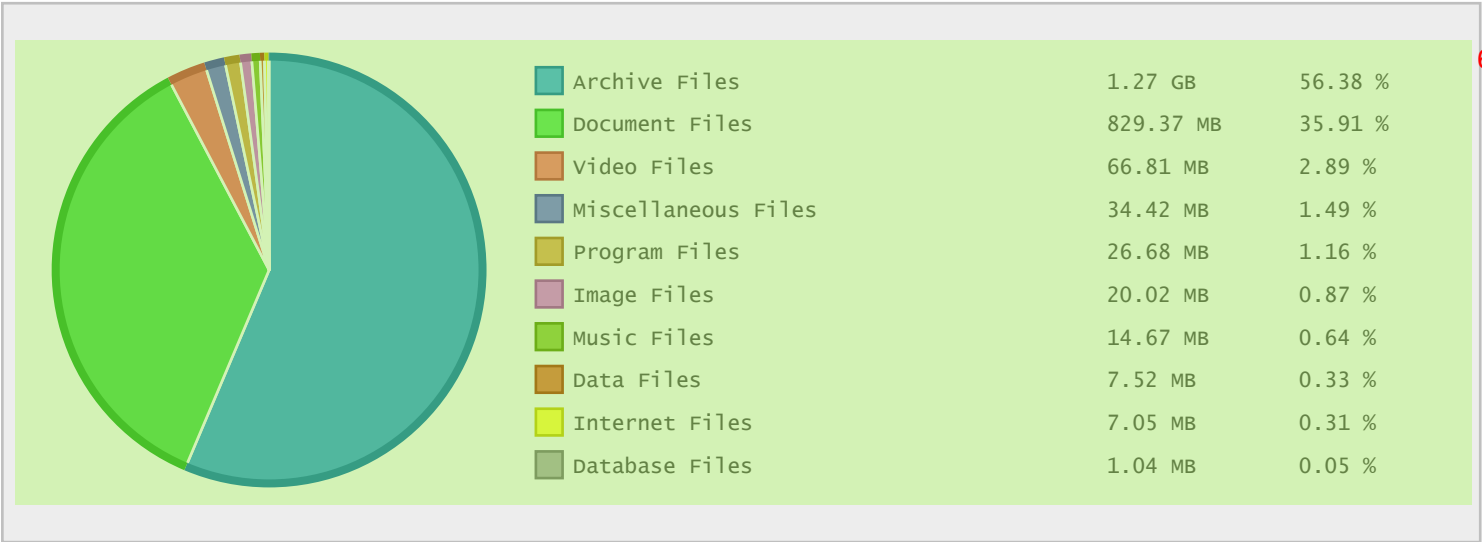 Archive Files 1.27 GB 56.38 %
Document Files 829.37 MB 35.91 %
Video Files 66.81 MB 2.89 %
Miscellaneous Files 34.42 MB 1.49 %
Program Files 26.68 MB 1.16 %
Image Files 20.02 MB 0.87 %
Music Files 14.67 MB 0.64 %
Data Files 7.52 MB 0.33 %
Internet Files 7.05 MB 0.31 %
Database Files 1.04 MB 0.05 %